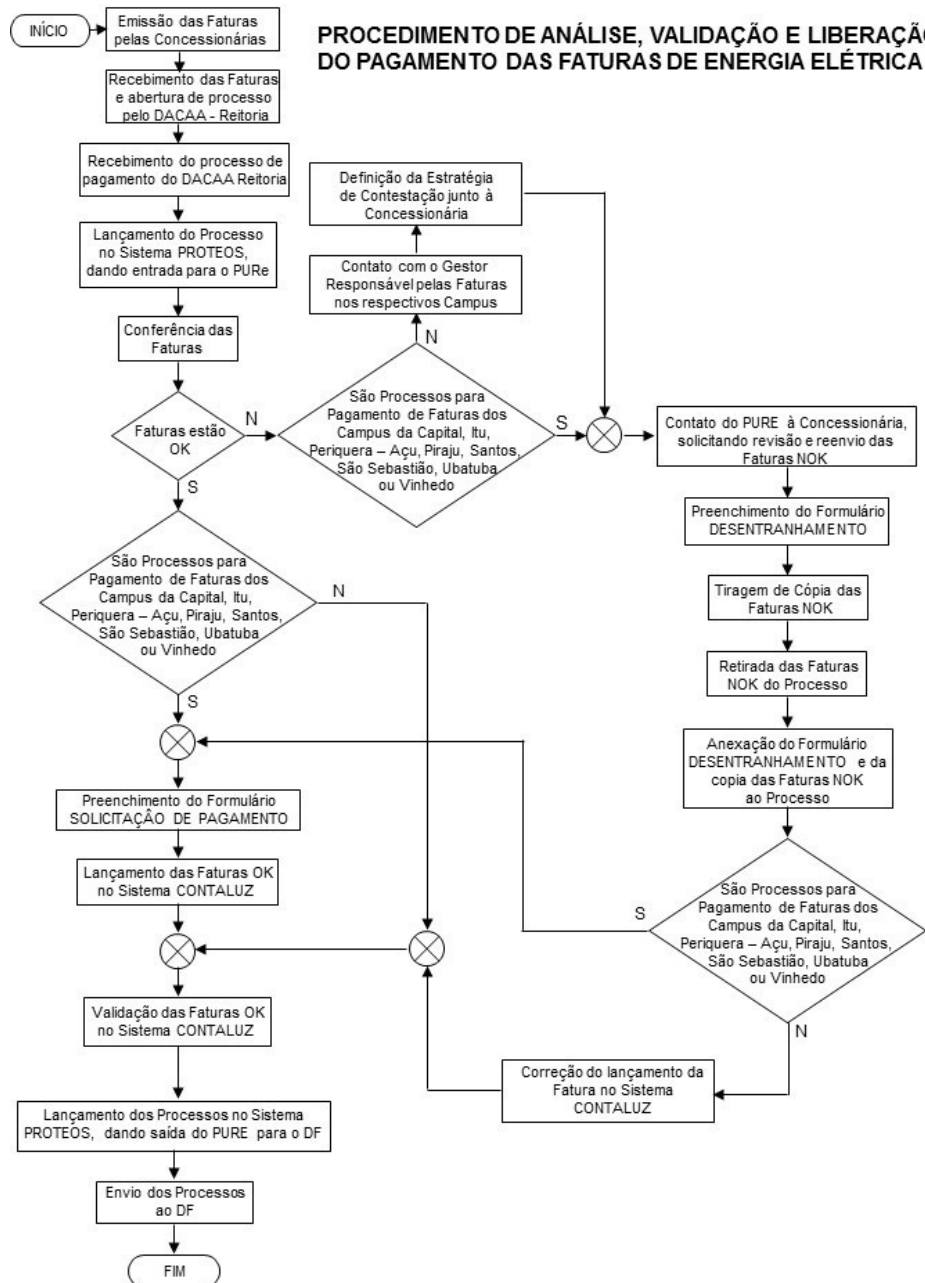 PROCEDIMENTO DE ANÁLISE, VALIDAÇÃO E LIBERAÇÃO
DO PAGAMENTO DAS FATURAS DE ENERGIA ELÉTRICA
INÍCIO
Emissão das Faturas
pelas Concessionárias
Recebimento das Faturas
e abertura de processo
pelo DACAA - Reitoria
Recebimento do processo de
pagamento do DACAA Reitoria
Lançamento do Processo
no Sistema PROTEOS,
dando entrada para o PURe
Conferência das
Faturas
Faturas estão
OK
N
S
Definição da Estratégia
de Contestação junto à
Concessionária
Contato com o Gestor
Responsável pelas Faturas
nos respectivos Campus
N
São Processos para
Pagamento de Faturas dos
Campus da Capital, Itu,
Periquera – Açu, Piraju, Santos,
São Sebastião, Ubatuba
ou Vinhedo
S
Contato do PURE à Concessionária,
solicitando revisão e reenvio das
Faturas NOK
Preenchimento do Formulário
DESENTRANHAMENTO
Tiragem de Cópia das
Faturas NOK
Retirada das Faturas
NOK do Processo
Anexação do Formulário
DESENTRANHAMENTO e da
copia das Faturas NOK
ao Processo
São Processos para
Pagamento de Faturas dos
Campus da Capital, Itu,
Periquera – Açu, Piraju, Santos,
São Sebastião, Ubatuba
ou Vinhedo
S
N
Correção do lançamento da
Fatura no Sistema
CONTALUZ
São Processos para
Pagamento de Faturas dos
Campus da Capital, Itu,
Periquera – Açu, Piraju, Santos,
São Sebastião, Ubatuba
ou Vinhedo
N
S
Preenchimento do Formulário
SOLICITAÇÂO DE PAGAMENTO
Lançamento das Faturas OK
no Sistema CONTALUZ
Validação das Faturas OK
no Sistema CONTALUZ
Lançamento dos Processos no Sistema
PROTEOS, dando saída do PURE para o DF
Envio dos Processos
ao DF
FIM